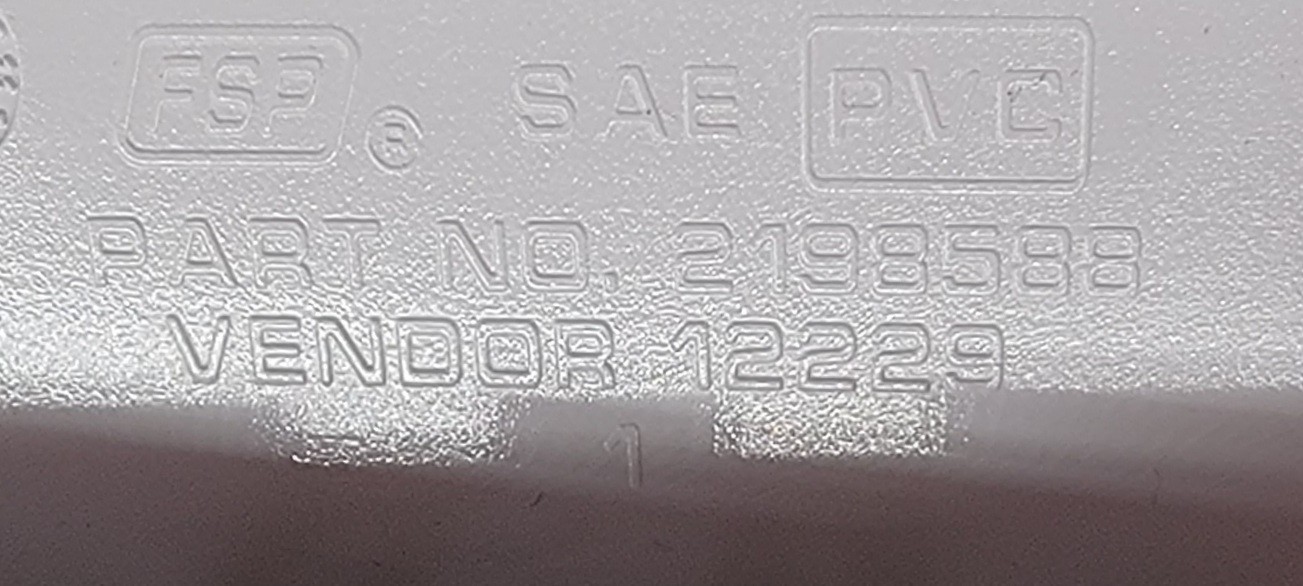 FSP® SAE PVC
PART NO. 2198588
VENDOR 12229
1